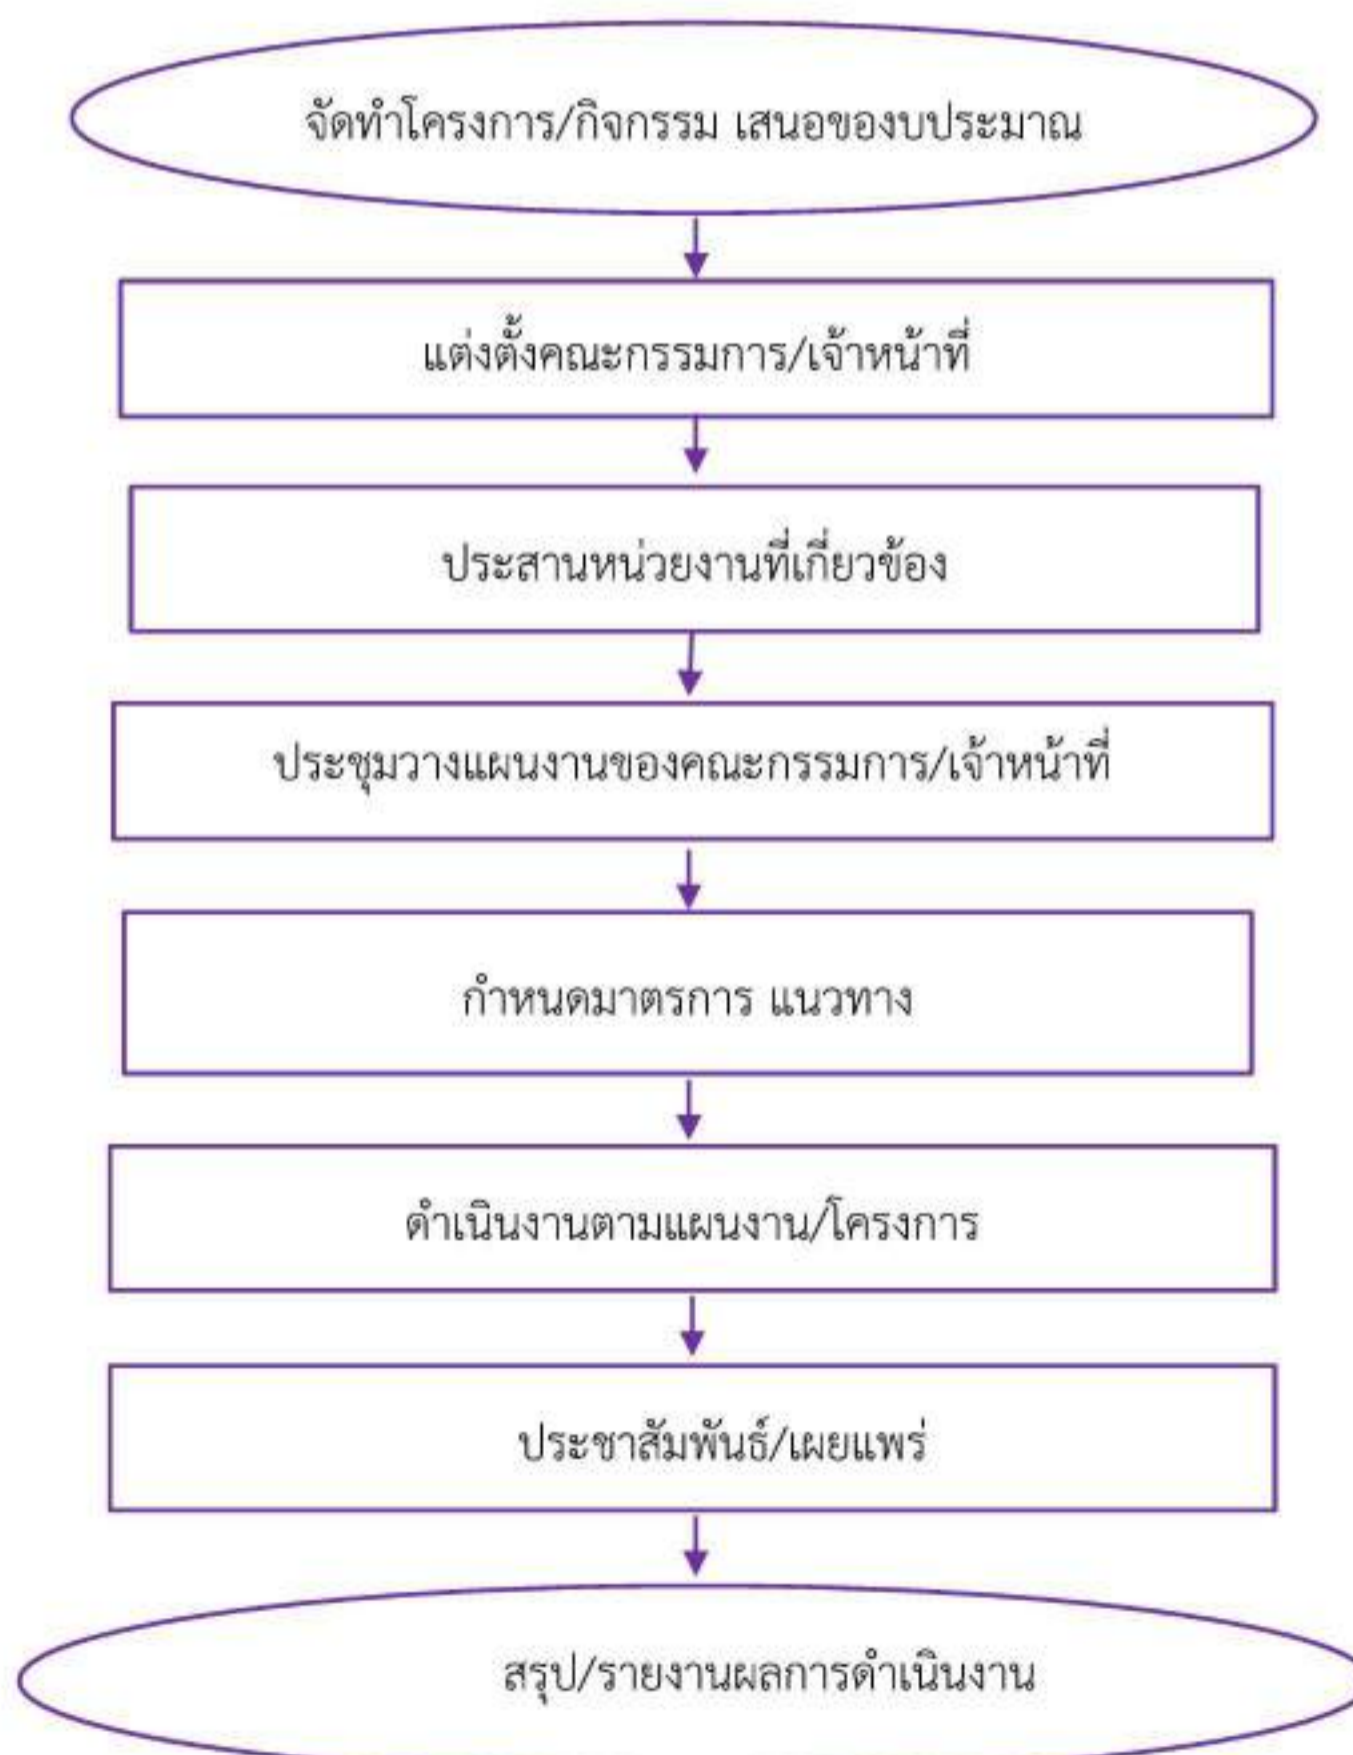 จัดทำโครงการ/กิจกรรม เสนอของบประมาณ
แต่งตั้งคณะกรรมการ/เจ้าหน้าที่
ประสานหน่วยงานที่เกี่ยวข้อง
ประชุมวางแผนงานของคณะกรรมการ/เจ้าหน้าที่
กำหนดมาตรการ แนวทาง
ดำเนินงานตามแผนงาน/โครงการ
ประชาสัมพันธ์/เผยแพร่
สรุป/รายงานผลการดำเนินงาน